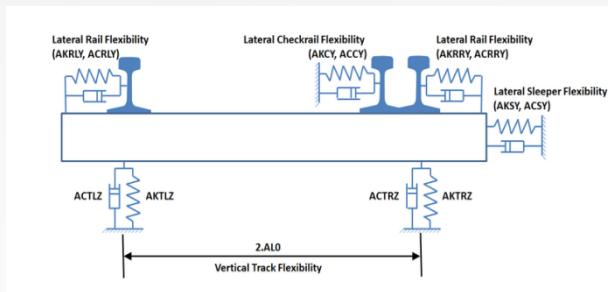 Lateral Rail Flexibility
(AKRLY, ACRLY)
Lateral Checkrail Flexibility
(AKCY, ACCY)
Lateral Rail Flexibility
(AKRRY, ACRRY)
Lateral Sleeper Flexibility
(AKSY, ACSY)
ACTLZ
AKTLZ
ACTRZ
AKTRZ
2.AL0
Vertical Track Flexibility